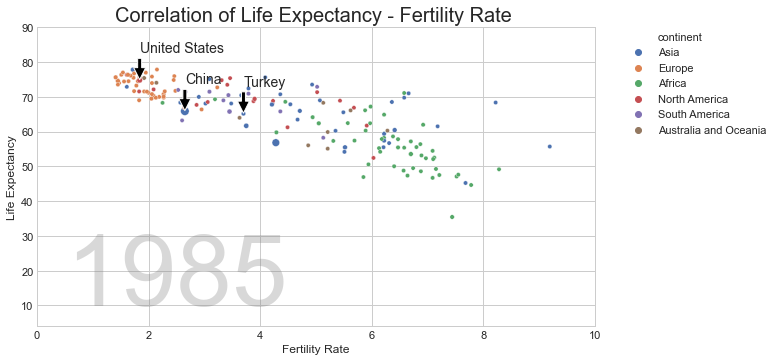 Correlation of Life Expectancy - Fertility Rate
90
80
70
60
50
40
30
20
10
Life Expectancy
United States
China
Turkey
1985
0
2
4
6
8
10
Fertility Rate
continent
Asia
Europe
Africa
North America
South America
Australia and Oceania